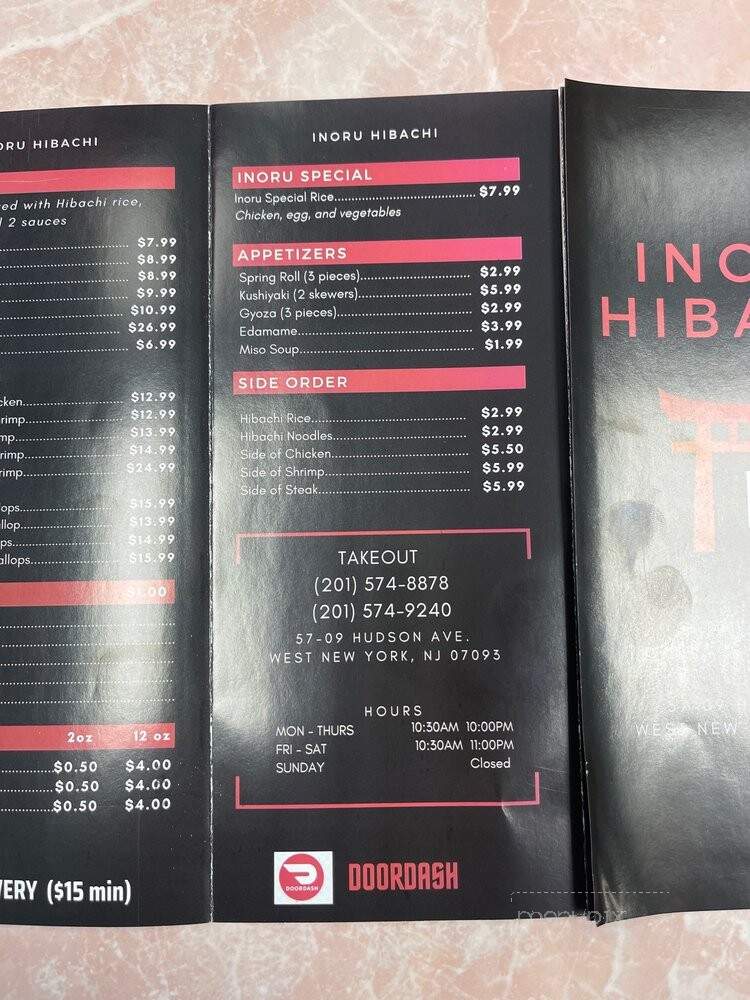 ORU HIBACHI
ced with Hibachi rice,
d 2 sauces
$7.99
$8.99
$8.99
$9.99
$10.99
$26.99
$6.99
cken........ $12.99
rimp........ $12.99
mp........ $13.99
rimp........ $14.99
rimp........ $24.99
lops........ $15.99
llop........ $13.99
ps........ $14.99
allops........ $15.99
$1.00
2oz 12 oz
$0.50 $4.00
$0.50 $4.00
$0.50 $4.00
VERY ($15 min)
INORU HIBACHI
INORU SPECIAL
Inoru Special Rice........ $7.99
Chicken, egg, and vegetables
APPETIZERS
Spring Roll (3 pieces)........ $2.99
Kushiyaki (2 skewers)........ $5.99
Gyoza (3 pieces)........ $2.99
Edamame........ $3.99
Miso Soup........ $1.99
SIDE ORDER
Hibachi Rice........ $2.99
Hibachi Noodles........ $2.99
Side of Chicken........ $5.50
Side of Shrimp........ $5.99
Side of Steak........ $5.99
TAKEOUT
(201) 574-8878
(201) 574-9240
57-09 HUDSON AVE.
WEST NEW YORK, NJ 07093
HOURS
MON - THURS 10:30AM 10:00PM
FRI - SAT 10:30AM 11:00PM
SUNDAY Closed
DOORDASH
DOORDASH
INO
HIBA
WEST NEW
menupix